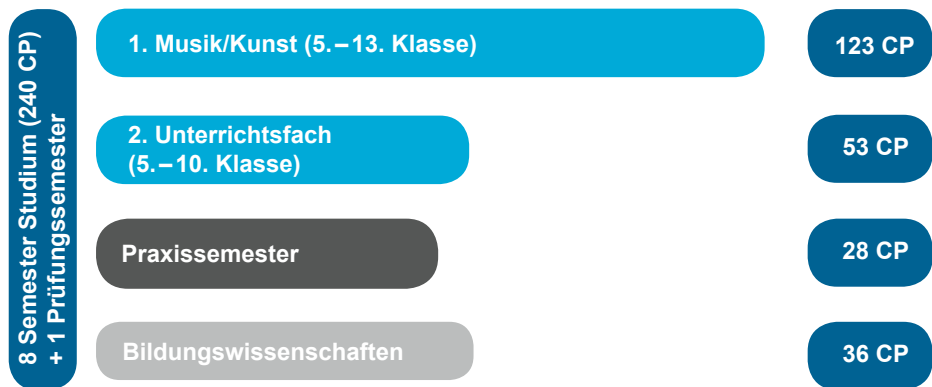 8 Semester Studium (240 CP)
+ 1 Prüfungssemester
1. Musik/Kunst (5.–13. Klasse)
123 CP
2. Unterrichtsfach
(5.–10. Klasse)
53 CP
Praxissemester
28 CP
Bildungswissenschaften
36 CP